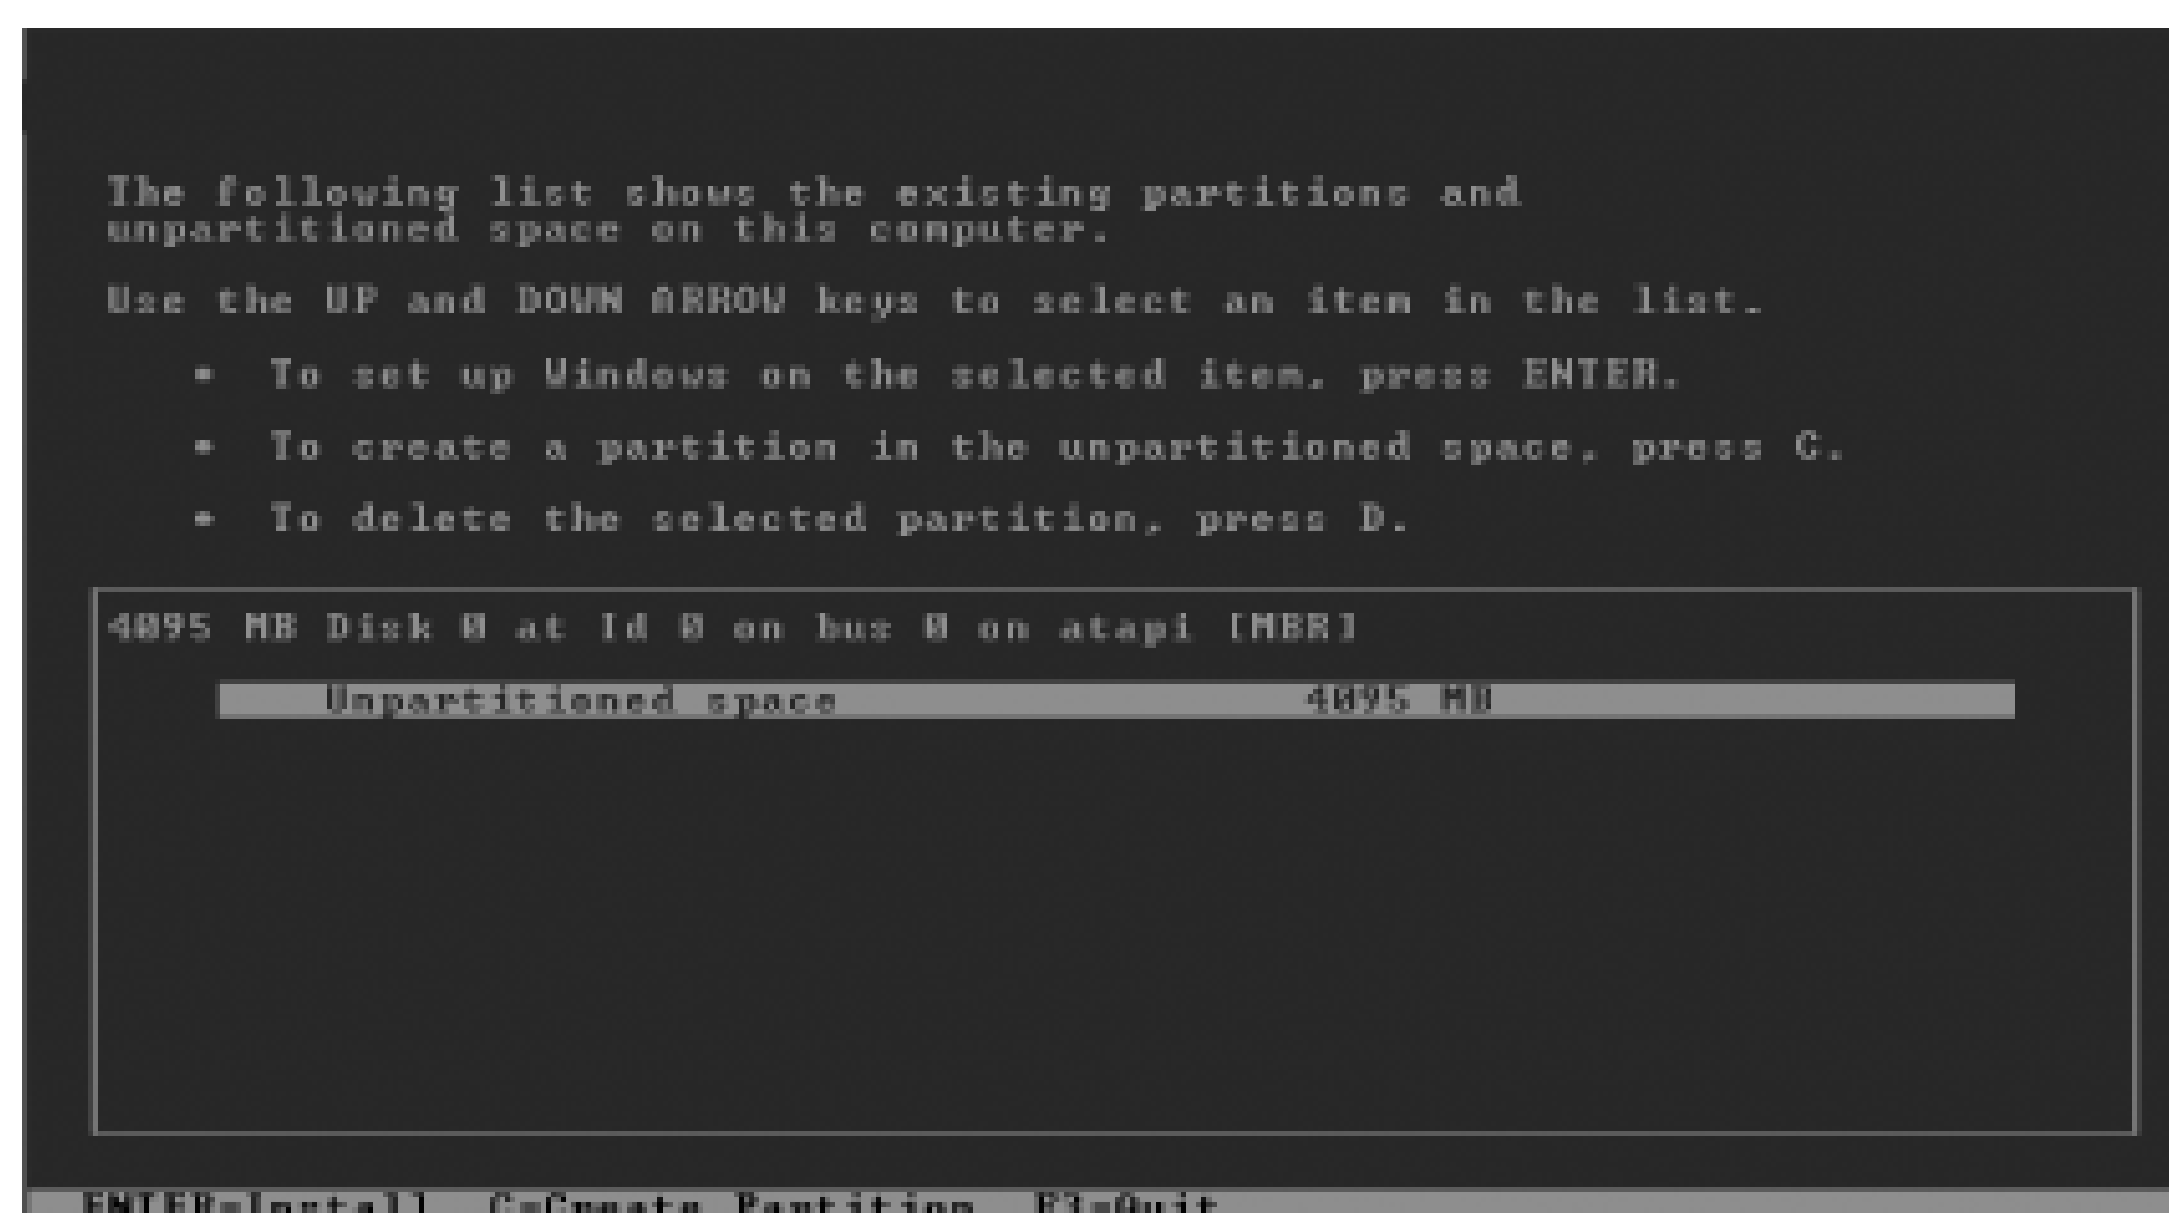 The following list shows the existing partitions and
unpartitioned space on this computer.
Use the UP and DOWN ARROW keys to select an item in the list.
• To set up Windows on the selected item, press ENTER.
• To create a partition in the unpartitioned space, press C.
• To delete the selected partition, press D.
4095 MB Disk 0 at Id 0 on bus 0 on atapi [MBR]
Unpartitioned space 4095 MB
ENTER=Install C=Create Partition F3=Quit